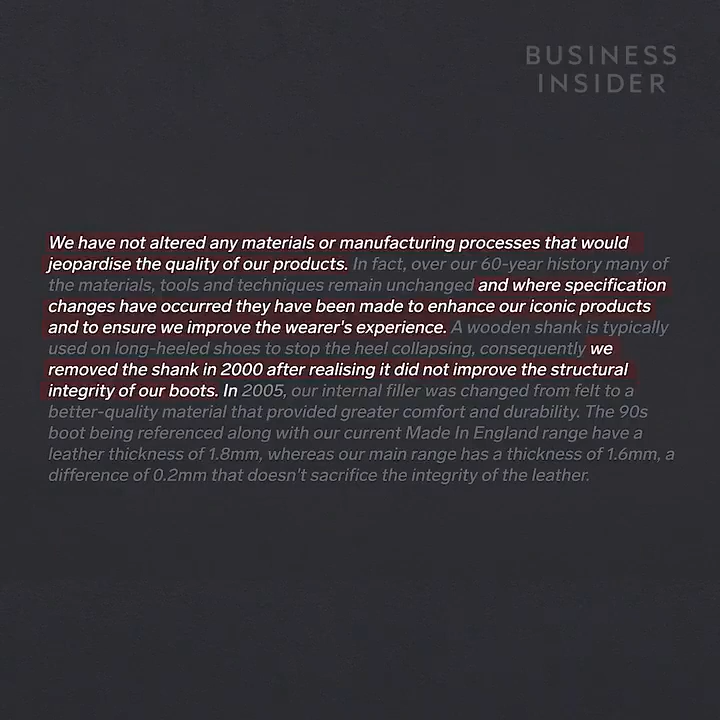 BUSINESS
INSIDER
We have not altered any materials or manufacturing processes that would
jeopardise the quality of our products. In fact, over our 60-year history many of
the materials, tools and techniques remain unchanged and where specification
changes have occurred they have been made to enhance our iconic products
and to ensure we improve the wearer's experience. A wooden shank is typically
used on long-heeled shoes to stop the heel collapsing, consequently we
removed the shank in 2000 after realising it did not improve the structural
integrity of our boots. In 2005, our internal filler was changed from felt to a
better-quality material that provided greater comfort and durability. The 90s
boot being referenced along with our current Made In England range have a
leather thickness of 1.8mm, whereas our main range has a thickness of 1.6mm, a
difference of 0.2mm that doesn't sacrifice the integrity of the leather.